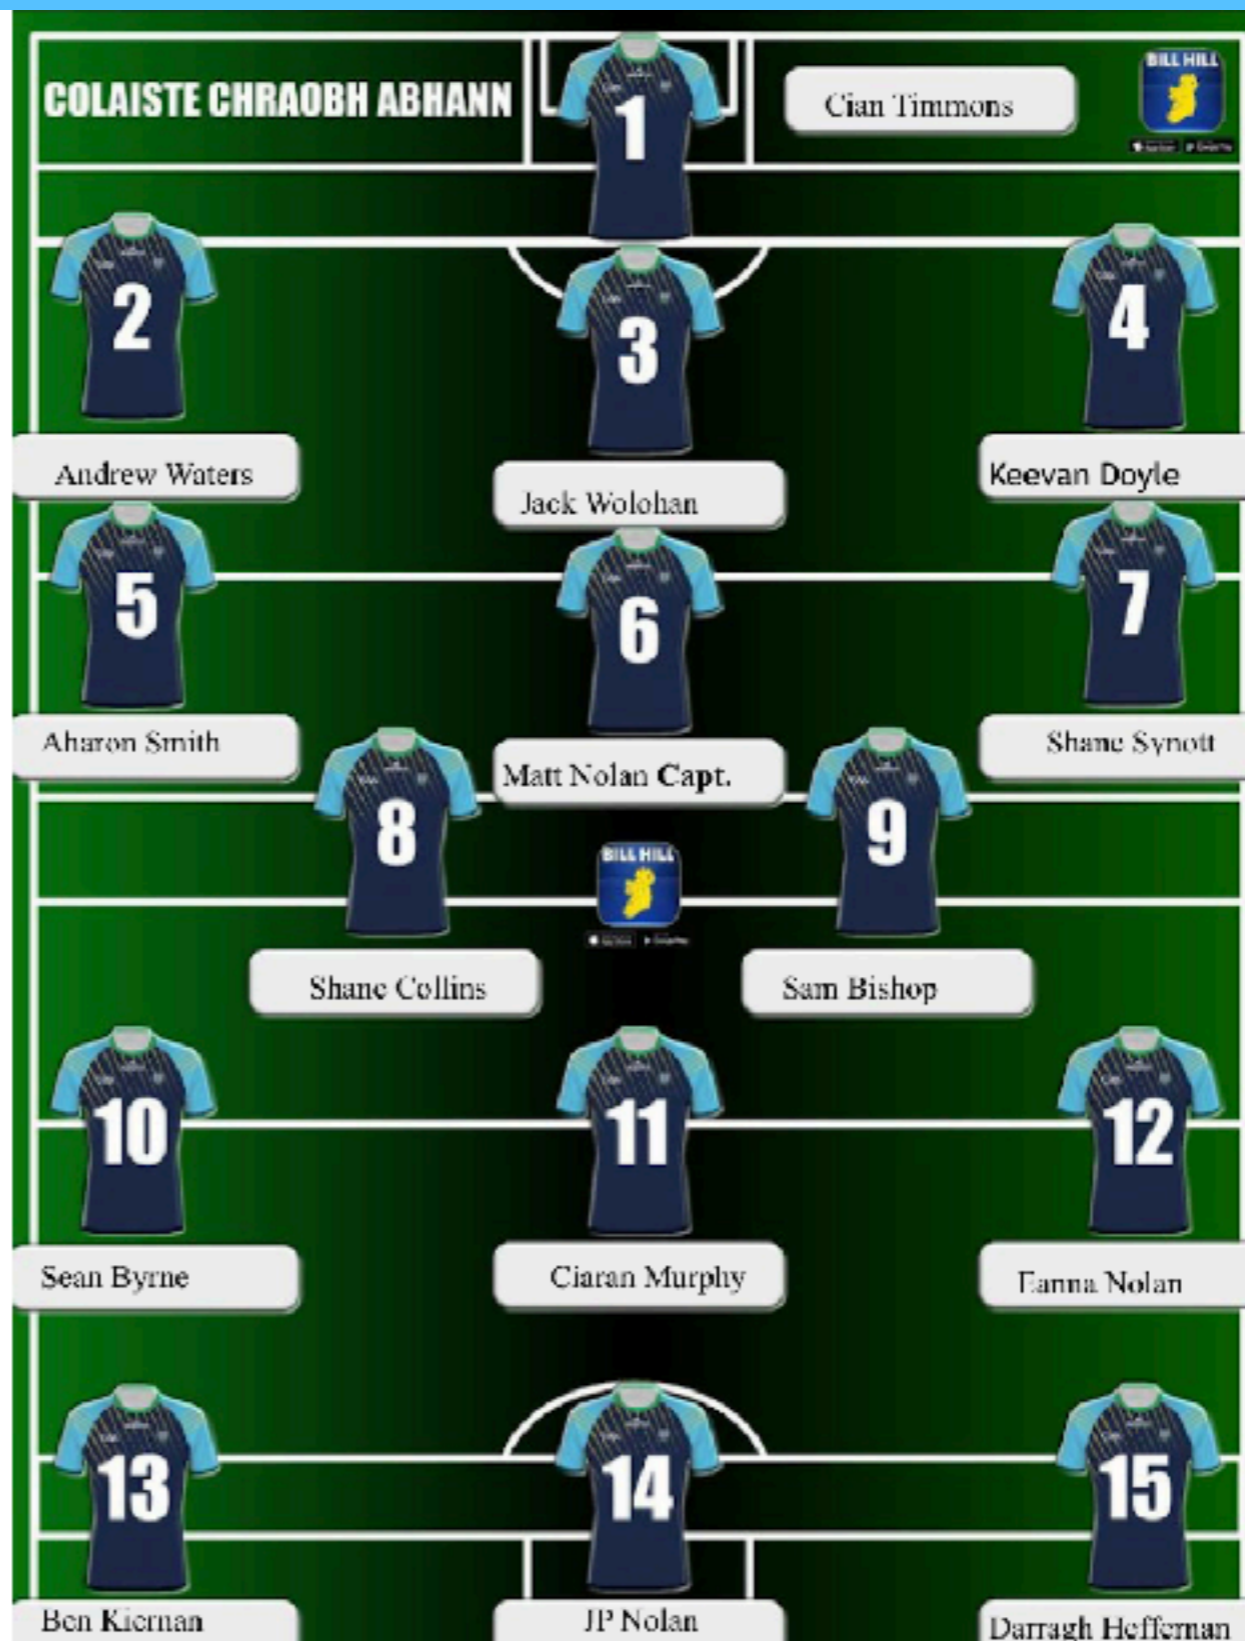 COLAISTE CHRAOBH ABHANN
1
Cian Timmons
BILL HILL
2
3
4
Andrew Waters
Jack Wolohan
Keevan Doyle
5
6
7
Aharon Smith
Matt Nolan Capt.
Shane Synott
8
9
BILL HILL
Shane Collins
Sam Bishop
10
11
12
Sean Byrne
Ciaran Murphy
Eanna Nolan
13
14
15
Ben Kiernan
JP Nolan
Darragh Heffernan